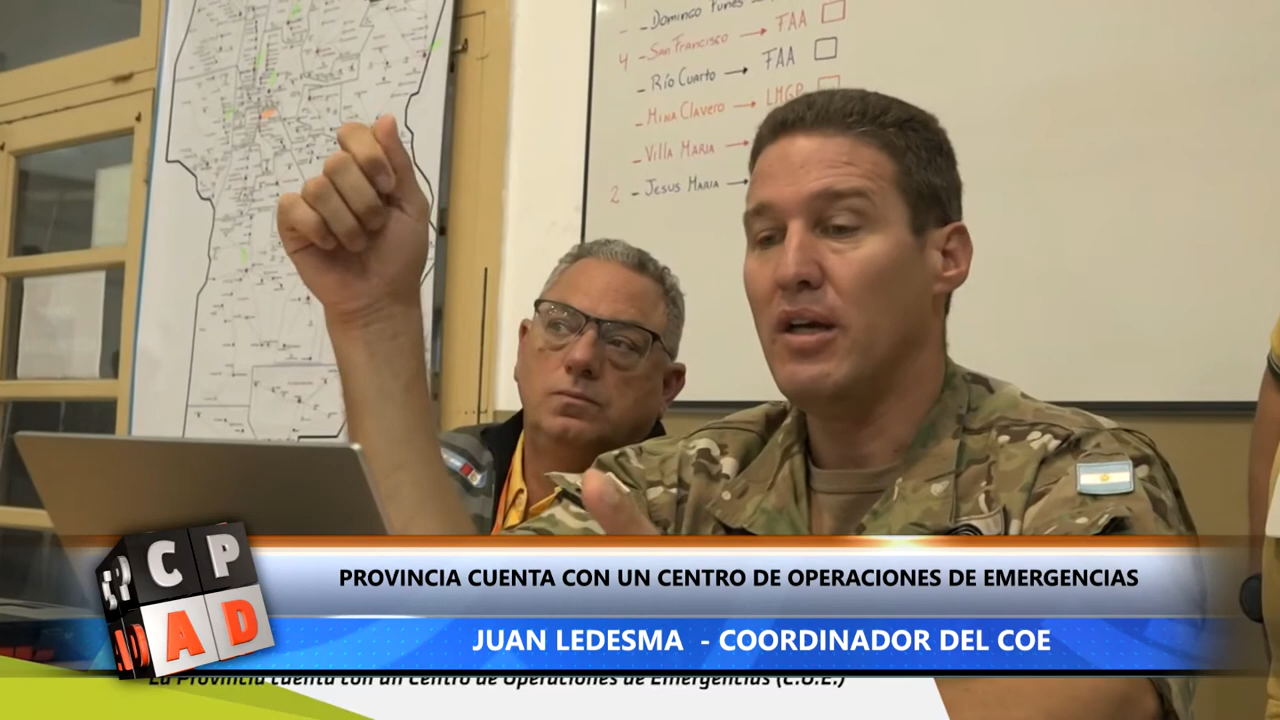 - Domingo Funes
FAA
4 - San Francisco →
- Río Cuarto → FAA
- Mina Clavero → LMGP
- Villa Maria →
2 - Jesus Maria →
CP
AD
PROVINCIA CUENTA CON UN CENTRO DE OPERACIONES DE EMERGENCIAS
JUAN LEDESMA - COORDINADOR DEL COE
La Provincia cuenta con un Centro de Operaciones de Emergencias (C.O.E.)